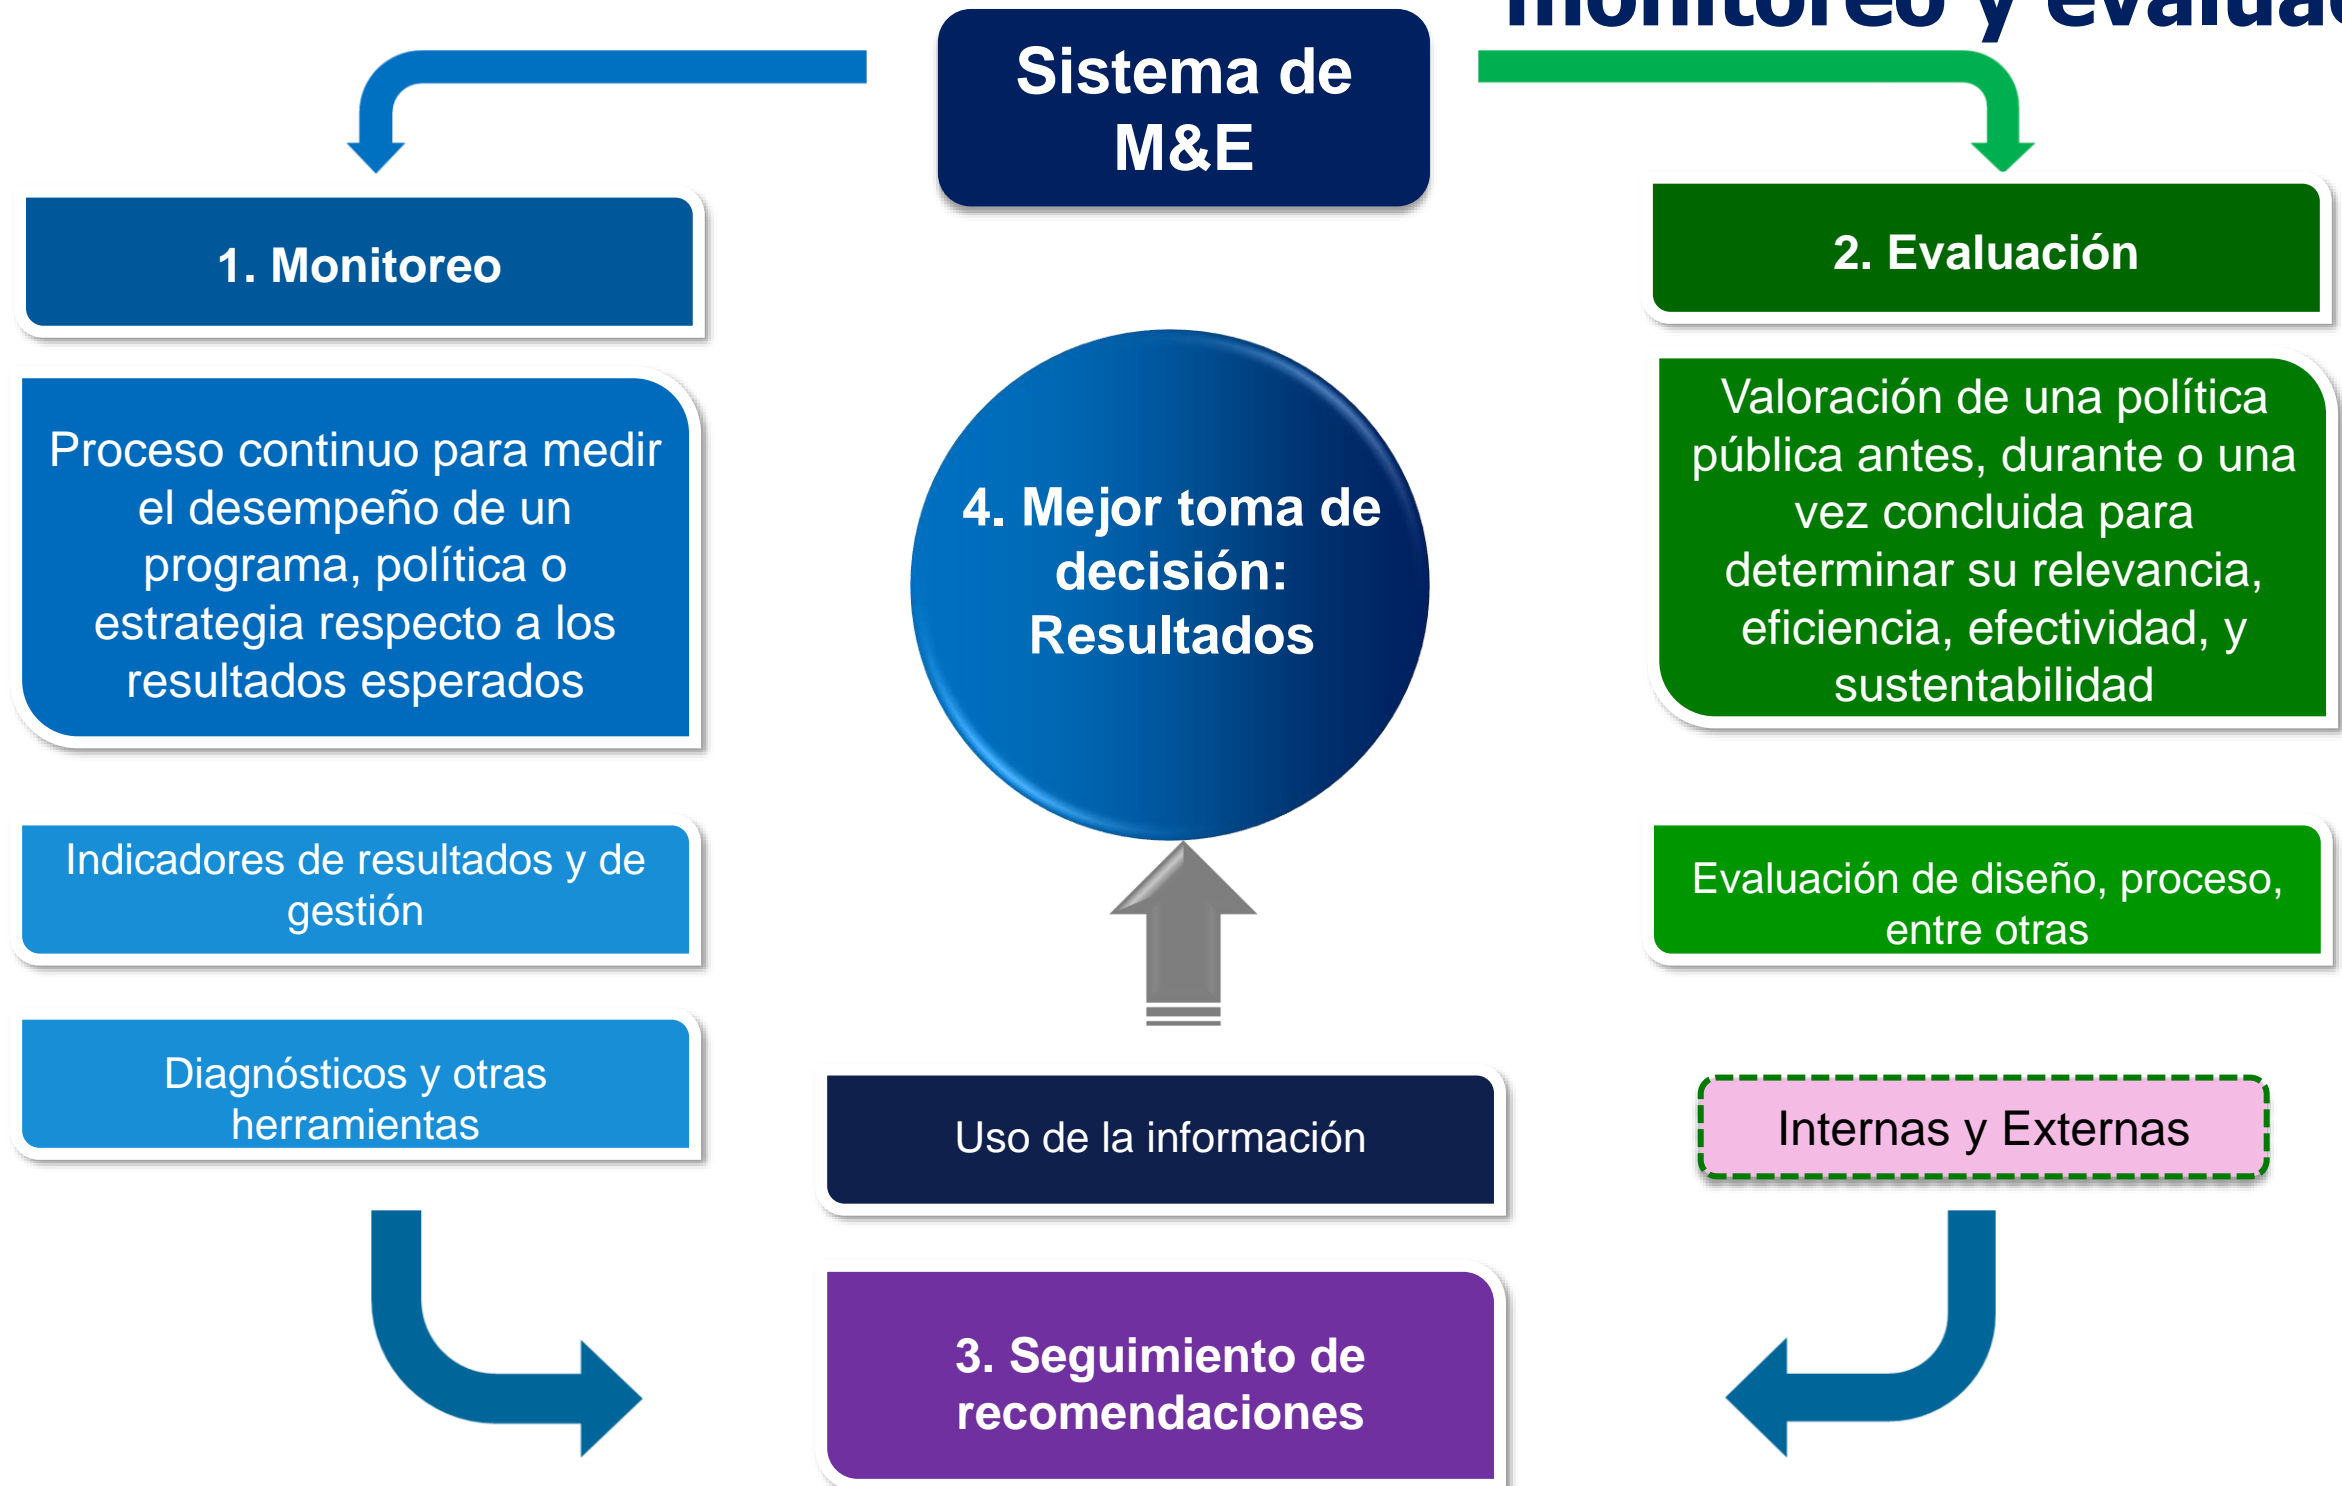 monitoreo y
Sistema de
M&E
1. Monitoreo
Proceso continuo para medir
el desempeño de un
programa, política o
estrategia respecto a los
resultados esperados
Indicadores de resultados y de
gestión
Diagnósticos y otras
herramientas
4. Mejor toma de
decisión:
Resultados
Uso de la información
3. Seguimiento de
recomendaciones
2. Evaluación
Valoración de una política
pública antes, durante o una
vez concluida para
determinar su relevancia,
eficiencia, efectividad, y
sustentabilidad
Evaluación de diseño, proceso,
entre otras
Internas y Externas